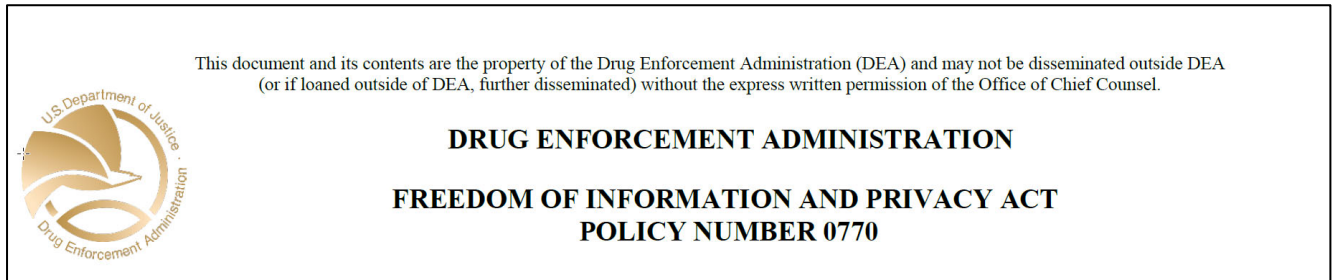 This document and its contents are the property of the Drug Enforcement Administration (DEA) and may not be disseminated outside DEA
(or if loaned outside of DEA, further disseminated) without the express written permission of the Office of Chief Counsel.
U.S. Department of Justice ·
Drug Enforcement Administration
DRUG ENFORCEMENT ADMINISTRATION
FREEDOM OF INFORMATION AND PRIVACY ACT
POLICY NUMBER 0770